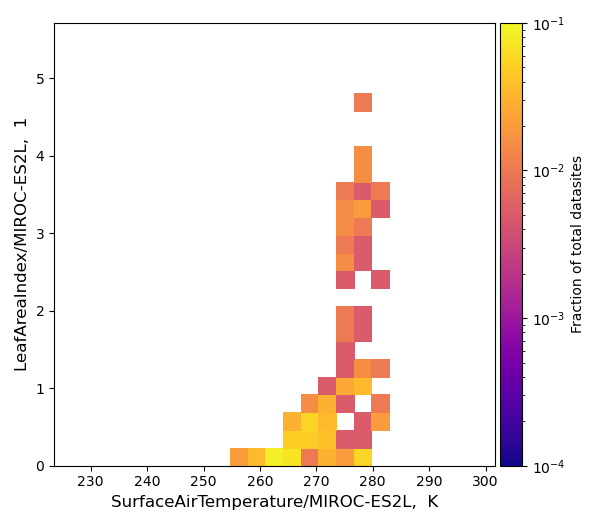 5
4
3
2
1
0
LeafAreaIndex/MIROC-ES2L,  1
230 240 250 260 270 280 290 300
SurfaceAirTemperature/MIROC-ES2L,  K
10⁻¹
10⁻²
10⁻³
10⁻⁴
Fraction of total datasites